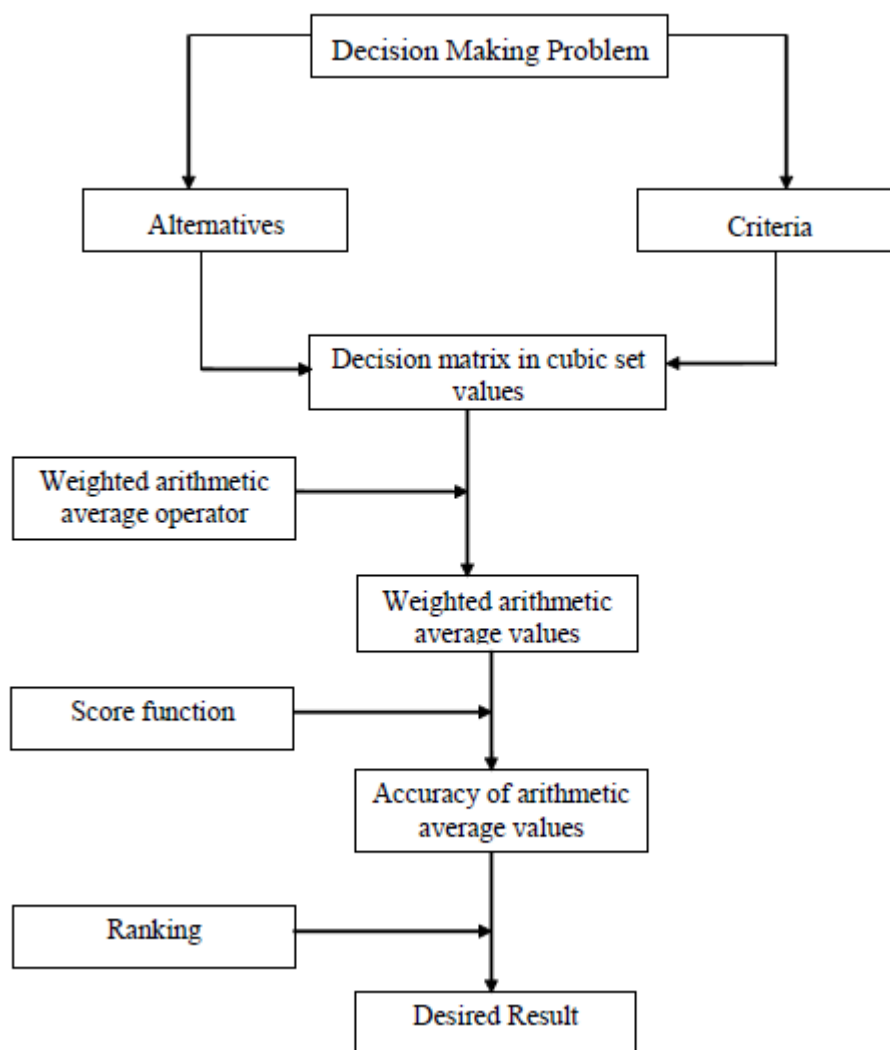 Decision Making Problem
Alternatives
Criteria
Decision matrix in cubic set
values
Weighted arithmetic
average operator
Weighted arithmetic
average values
Score function
Accuracy of arithmetic
average values
Ranking
Desired Result